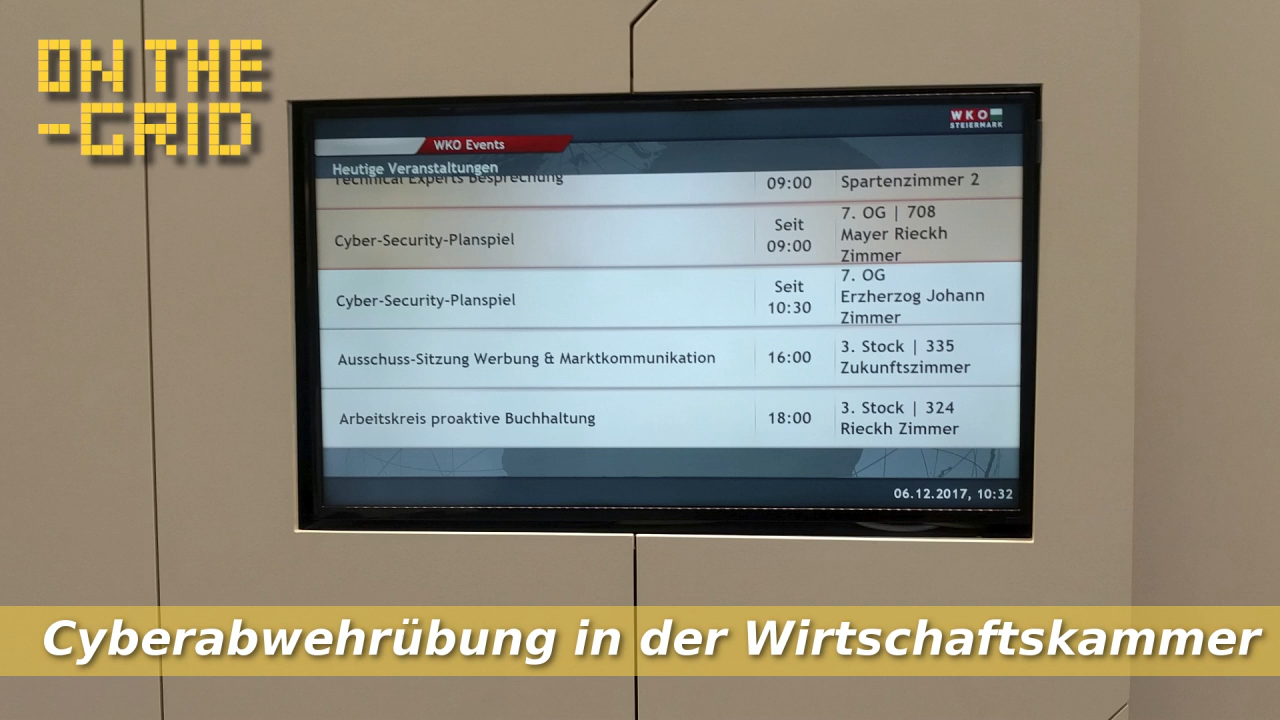 ON THE
-GRID
WKO
STEIERMARK
WKO Events
Heutige Veranstaltungen
Technical Experts Besprechung 09:00 Spartenzimmer 2
Cyber-Security-Planspiel
Seit
09:00
7. OG | 708
Mayer Rieckh
Zimmer
Cyber-Security-Planspiel
Seit
10:30
7. OG
Erzherzog Johann
Zimmer
Ausschuss-Sitzung Werbung & Marktkommunikation 16:00
3. Stock | 335
Zukunftszimmer
Arbeitskreis proaktive Buchhaltung 18:00
3. Stock | 324
Rieckh Zimmer
06.12.2017, 10:32
Cyberabwehrübung in der Wirtschaftskammer